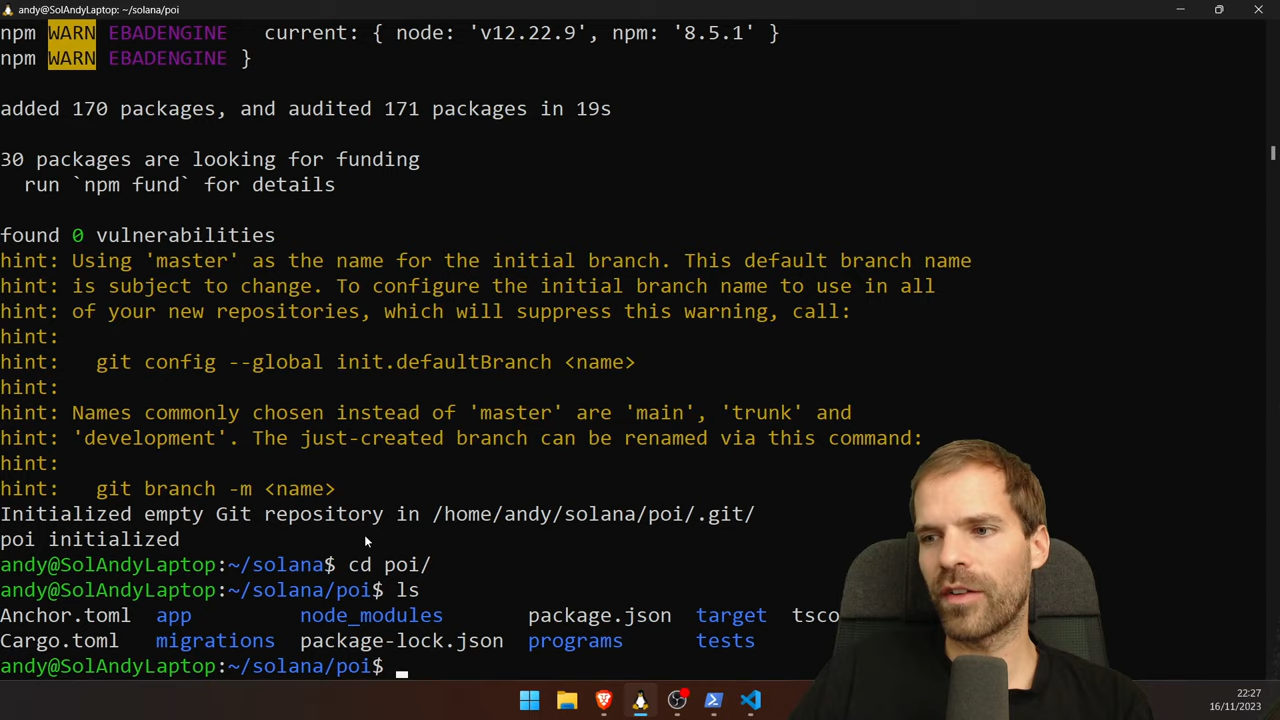 andy@SolAndyLaptop: ~/solana/poi
npm WARN EBADENGINE   current: { node: 'v12.22.9', npm: '8.5.1' }
npm WARN EBADENGINE }
added 170 packages, and audited 171 packages in 19s
30 packages are looking for funding
  run `npm fund` for details
found 0 vulnerabilities
hint: Using 'master' as the name for the initial branch. This default branch name
hint: is subject to change. To configure the initial branch name to use in all
hint: of your new repositories, which will suppress this warning, call:
hint:
hint:   git config --global init.defaultBranch <name>
hint:
hint: Names commonly chosen instead of 'master' are 'main', 'trunk' and
hint: 'development'. The just-created branch can be renamed via this command:
hint:
hint:   git branch -m <name>
Initialized empty Git repository in /home/andy/solana/poi/.git/
poi initialized
andy@SolAndyLaptop:~/solana$ cd poi/
andy@SolAndyLaptop:~/solana/poi$ ls
Anchor.toml  app         node_modules       package.json  target  tsco
Cargo.toml   migrations  package-lock.json  programs      tests
andy@SolAndyLaptop:~/solana/poi$
22:27
16/11/2023